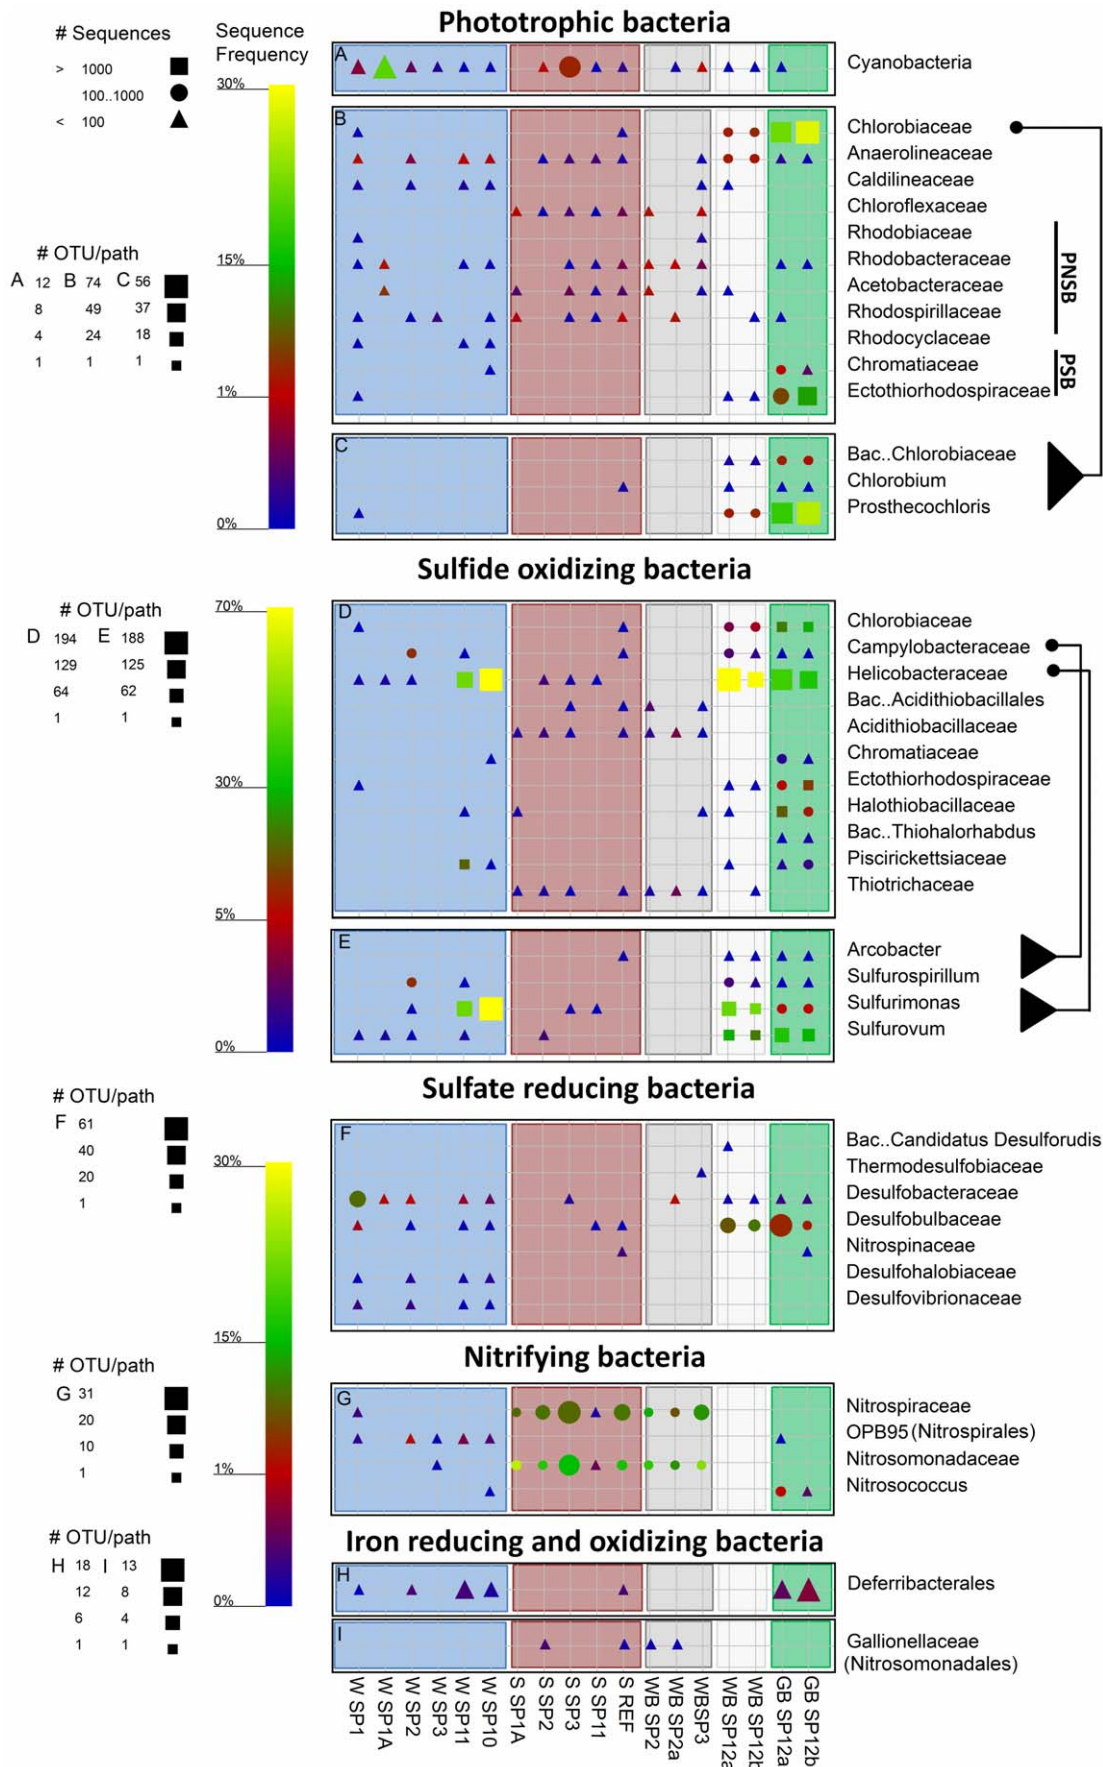 Phototrophic bacteria
# Sequences
> 1000
100..1000
< 100
Sequence
Frequency
30%
15%
1%
0%
# OTU/path
A 12 B 74 C 56
8 49 37
4 24 18
1 1 1
A
Cyanobacteria
B
Chlorobiaceae
Anaerolineaceae
Caldilineaceae
Chloroflexaceae
Rhodobiaceae
Rhodobacteraceae
Acetobacteraceae
Rhodospirillaceae
Rhodocyclaceae
Chromatiaceae
Ectothiorhodospiraceae
PNSB
PSB
C
Bac..Chlorobiaceae
Chlorobium
Prosthecochloris
Sulfide oxidizing bacteria
# OTU/path
D 194 E 188
129 125
64 62
1 1
70%
30%
5%
0%
D
Chlorobiaceae
Campylobacteraceae
Helicobacteraceae
Bac..Acidithiobacillales
Acidithiobacillaceae
Chromatiaceae
Ectothiorhodospiraceae
Halothiobacillaceae
Bac..Thiohalorhabdus
Piscirickettsiaceae
Thiotrichaceae
E
Arcobacter
Sulfurospirillum
Sulfurimonas
Sulfurovum
Sulfate reducing bacteria
# OTU/path
F 61
40
20
1
30%
15%
1%
0%
F
Bac..Candidatus Desulforudis
Thermodesulfobiaceae
Desulfobacteraceae
Desulfobulbaceae
Nitrospinaceae
Desulfohalobiaceae
Desulfovibrionaceae
Nitrifying bacteria
# OTU/path
G 31
20
10
1
G
Nitrospiraceae
OPB95 (Nitrospirales)
Nitrosomonadaceae
Nitrosococcus
Iron reducing and oxidizing bacteria
# OTU/path
H 18 I 13
12 8
6 4
1 1
H
Deferribacterales
I
Gallionellaceae
(Nitrosomonadales)
W SP1
W SP1A
W SP2
W SP3
W SP11
W SP10
S SP1A
S SP2
S SP3
S SP11
S REF
WB SP2
WB SP2a
WBSP3
WB SP12a
WB SP12b
GB SP12a
GB SP12b